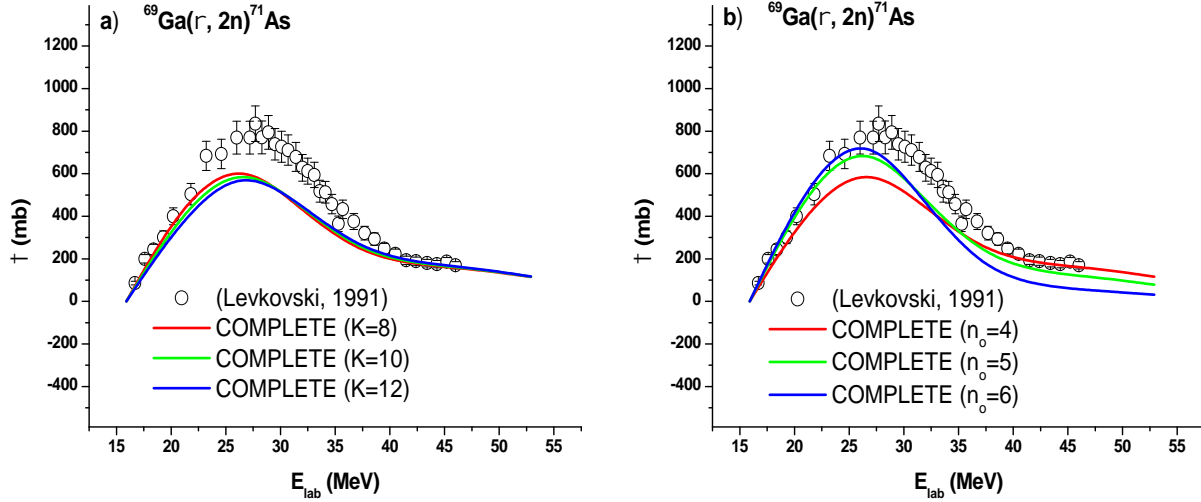 a) ⁶⁹Ga(r, 2n)⁷¹As
1200
1000
800
600
400
200
0
-200
-400
† (mb)
(Levkovski, 1991)
COMPLETE (K=8)
COMPLETE (K=10)
COMPLETE (K=12)
15 20 25 30 35 40 45 50 55
E_lab (MeV)
b) ⁶⁹Ga(r, 2n)⁷¹As
1200
1000
800
600
400
200
0
-200
-400
† (mb)
(Levkovski, 1991)
COMPLETE (n_o=4)
COMPLETE (n_o=5)
COMPLETE (n_o=6)
15 20 25 30 35 40 45 50 55
E_lab (MeV)